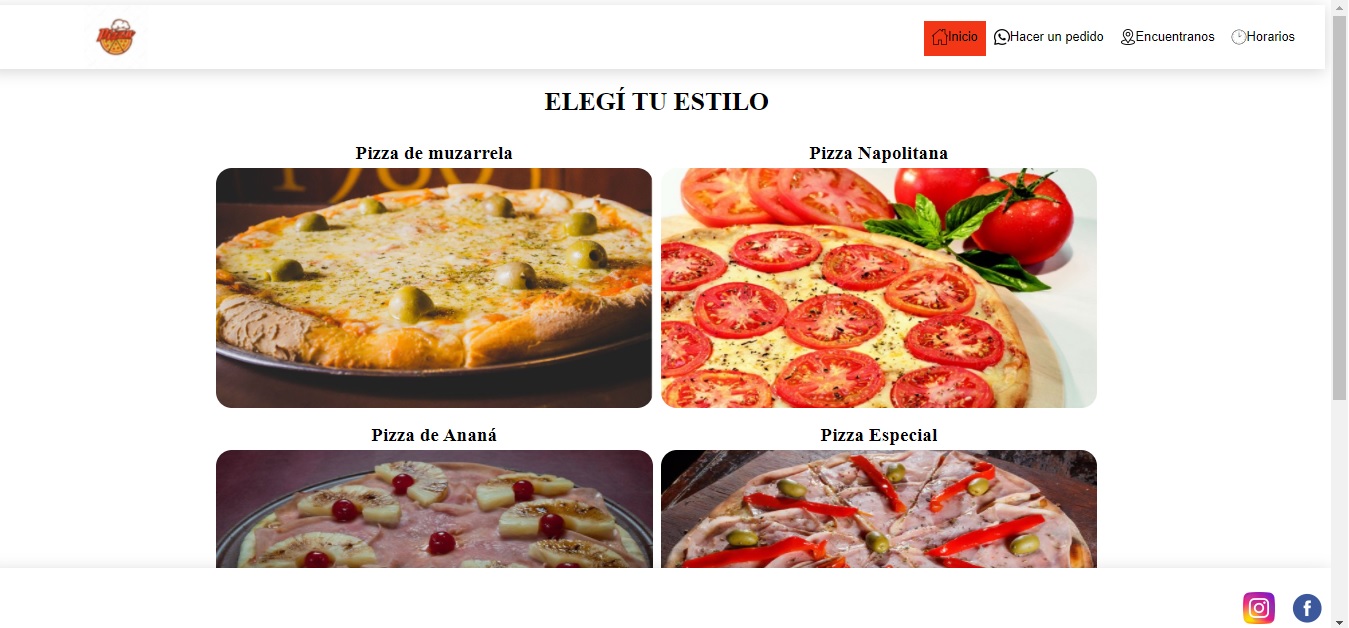 Inicio
Hacer un pedido
Encuentranos
Horarios
ELEGÍ TU ESTILO
Pizza de muzarrela
Pizza Napolitana
Pizza de Ananá
Pizza Especial